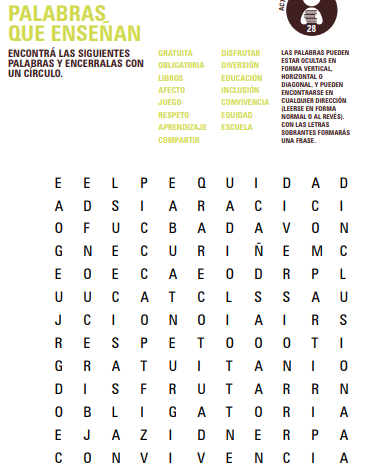 PALABRAS
QUE ENSEÑAN
ENCONTRÁ LAS SIGUIENTES
PALABRAS Y ENCERRALAS CON
UN CÍRCULO.
GRATUITA
OBLIGATORIA
LIBROS
AFECTO
JUEGO
RESPETO
APRENDIZAJE
COMPARTIR
DISFRUTAR
DIVERSIÓN
EDUCACIÓN
INCLUSIÓN
CONVIVENCIA
EQUIDAD
ESCUELA
28
LAS PALABRAS PUEDEN
ESTAR OCULTAS EN
FORMA VERTICAL,
HORIZONTAL O
DIAGONAL, Y PUEDEN
ENCONTRARSE EN
CUALQUIER DIRECCIÓN
(LEERSE EN FORMA
NORMAL O AL REVÉS).
CON LAS LETRAS
SOBRANTES FORMARÁS
UNA FRASE.
E E L P E Q U I D A D
A D S I A R A C I C I
O F U C B A D A V O N
G N E C U R I Ñ E M C
E O E C A E O D R P L
U U C A T C L S S A U
J C I O N O I A I R S
R E S P E T O O O T I
G R A T U I T A N I O
D I S F R U T A R R N
O B L I G A T O R I A
E J A Z I D N E R P A
C O N V I V E N C I A